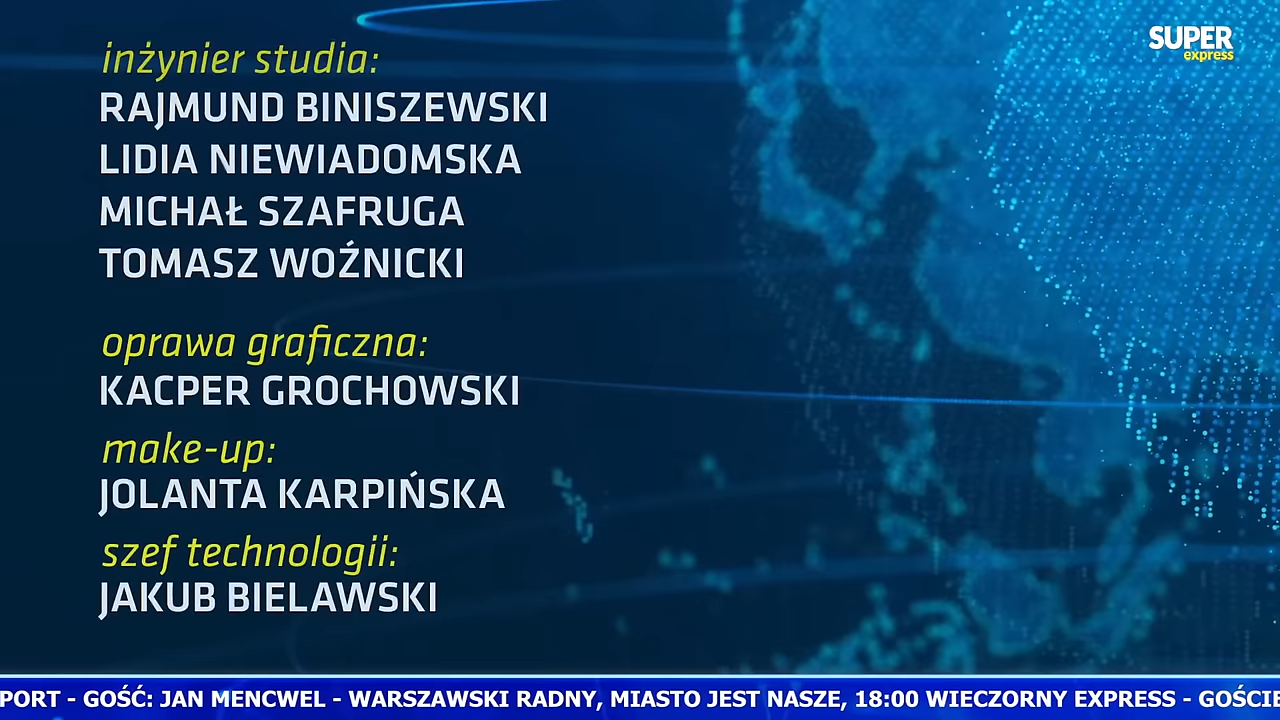 SUPER
express
inżynier studia:
RAJMUND BINISZEWSKI
LIDIA NIEWIADOMSKA
MICHAŁ SZAFRUGA
TOMASZ WOŹNICKI
oprawa graficzna:
KACPER GROCHOWSKI
make-up:
JOLANTA KARPIŃSKA
szef technologii:
JAKUB BIELAWSKI
PORT - GOŚĆ: JAN MENCWEL - WARSZAWSKI RADNY, MIASTO JEST NASZE, 18:00 WIECZORNY EXPRESS - GOŚCIE